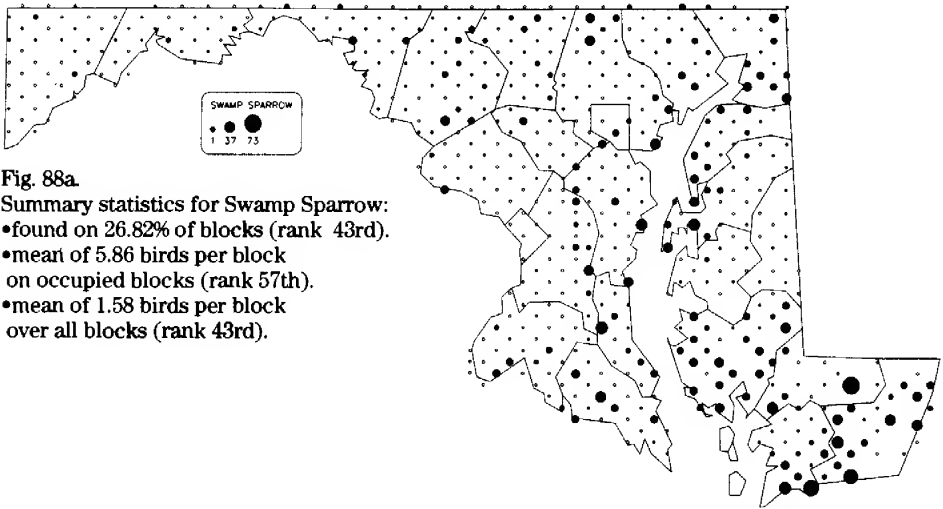 SWAMP SPARROW
1 37 73
Fig. 88a.
Summary statistics for Swamp Sparrow:
•found on 26.82% of blocks (rank 43rd).
•mean of 5.86 birds per block
on occupied blocks (rank 57th).
•mean of 1.58 birds per block
over all blocks (rank 43rd).